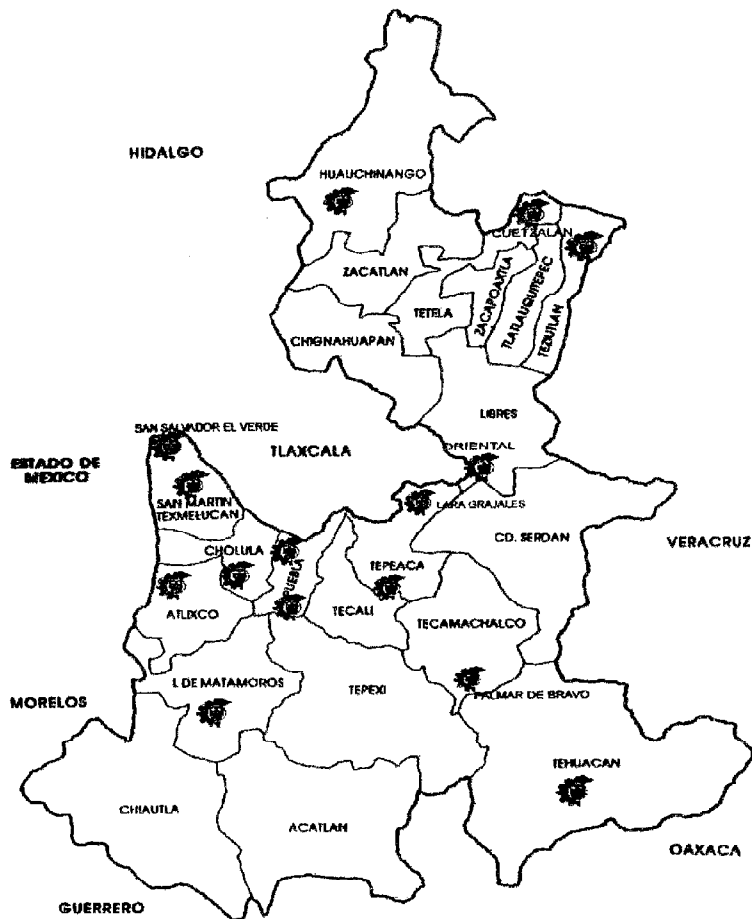 HIDALGO
HUAUCHINANGO
CUETZALAN
ZACATLAN
ZACAPOAXTLA
TLATLAUQUITEPEC
TEZIUTLAN
TETELA
CHIGNAHUAPAN
LIBRES
SAN SALVADOR EL VERDE
TLAXCALA
ORIENTAL
ESTADO DE
MEXICO
SAN MARTIN
TEXMELUCAN
LARA GRAJALES
CD. SERDAN
VERACRUZ
CHOLULA
PUEBLA
TEPEACA
ATLIXCO
TECALI
TECAMACHALCO
I. DE MATAMOROS
TEPEXI
PALMAR DE BRAVO
MORELOS
TEHUACAN
CHIAUTLA
ACATLAN
OAXACA
GUERRERO